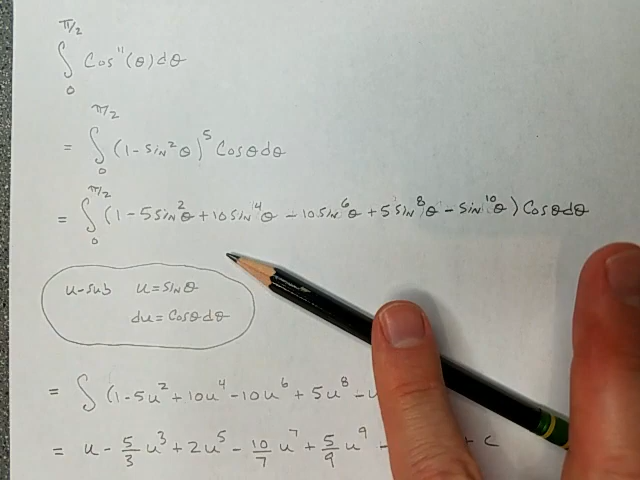 ∫₀^{π/2} Cos¹¹(θ)dθ
= ∫₀^{π/2} (1-sin²θ)⁵ Cosθdθ
= ∫₀^{π/2} (1-5sin²θ+10sin⁴θ-10sin⁶θ+5sin⁸θ-sin¹⁰θ) Cosθdθ
u-sub u=sinθ
du=Cosθdθ
= ∫ (1-5u²+10u⁴-10u⁶+5u⁸-u
= u - 5/3 u³ + 2u⁵ - 10/7 u⁷ + 5/9 u⁹ - + c